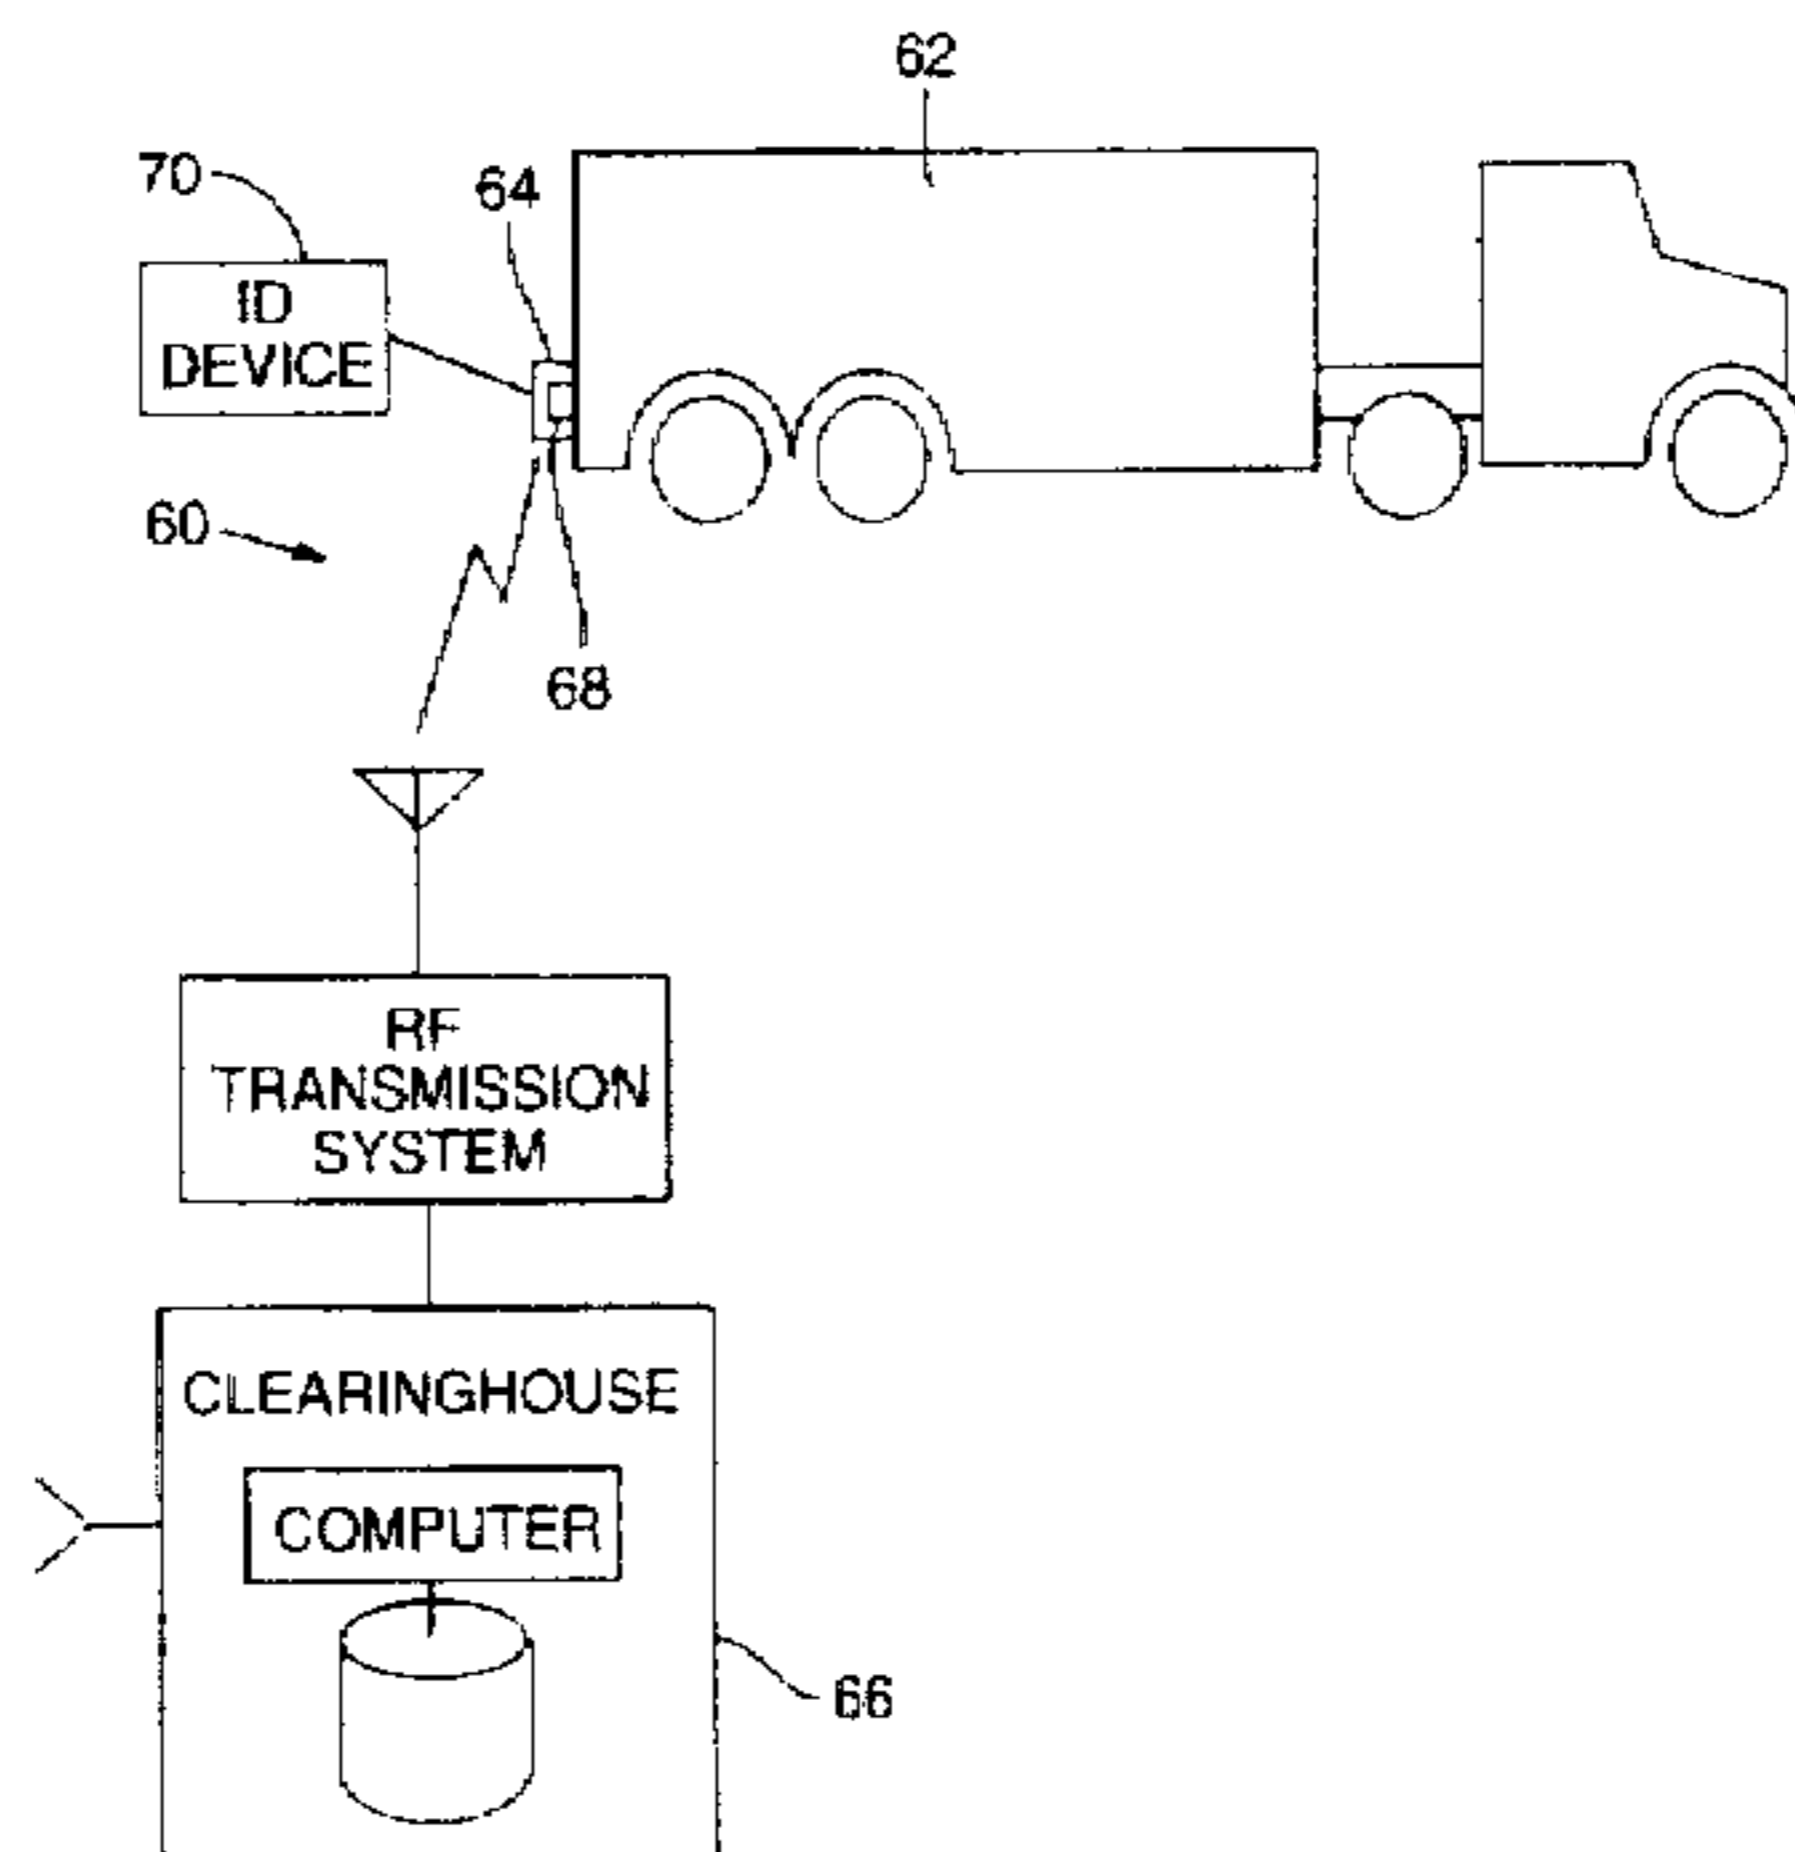 62
70
64
ID
DEVICE
60
68
RF
TRANSMISSION
SYSTEM
CLEARINGHOUSE
COMPUTER
66